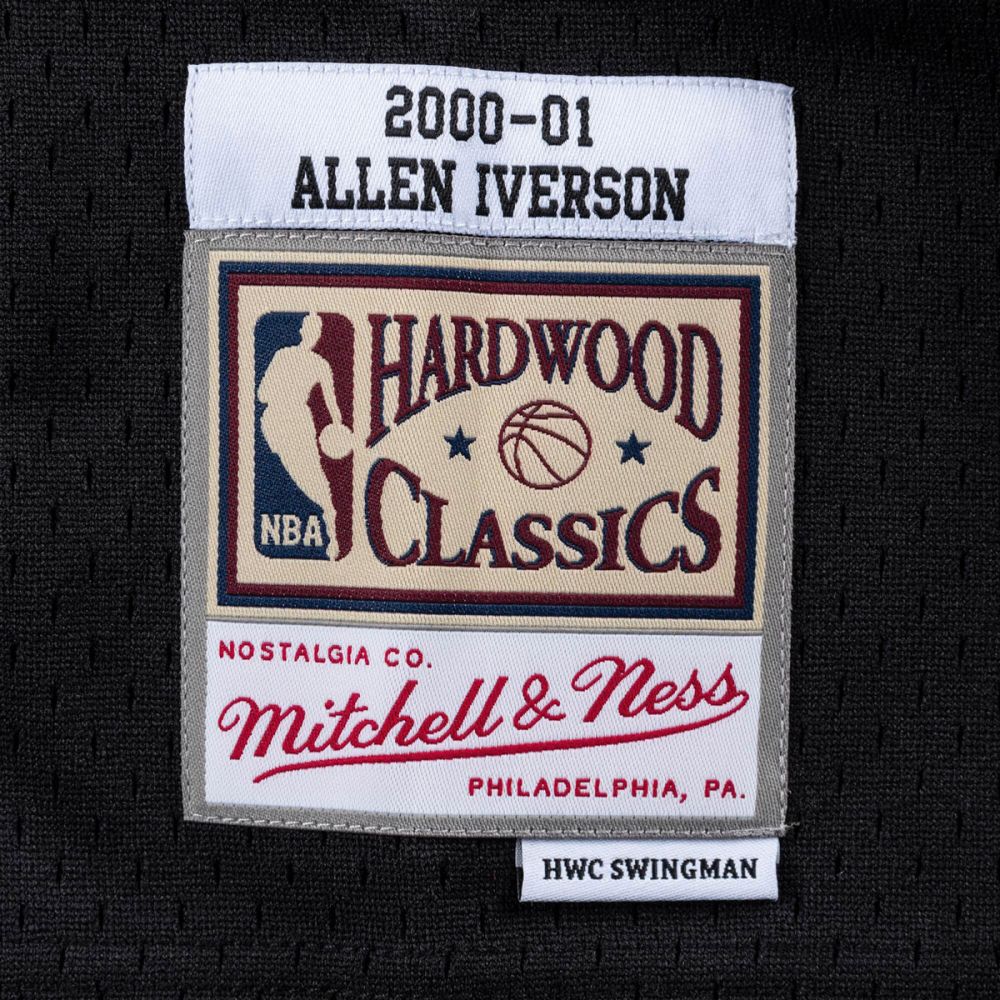 2000-01
ALLEN IVERSON
HARDWOOD
CLASSICS
NBA
NOSTALGIA CO.
Mitchell & Ness
PHILADELPHIA, PA.
HWC SWINGMAN